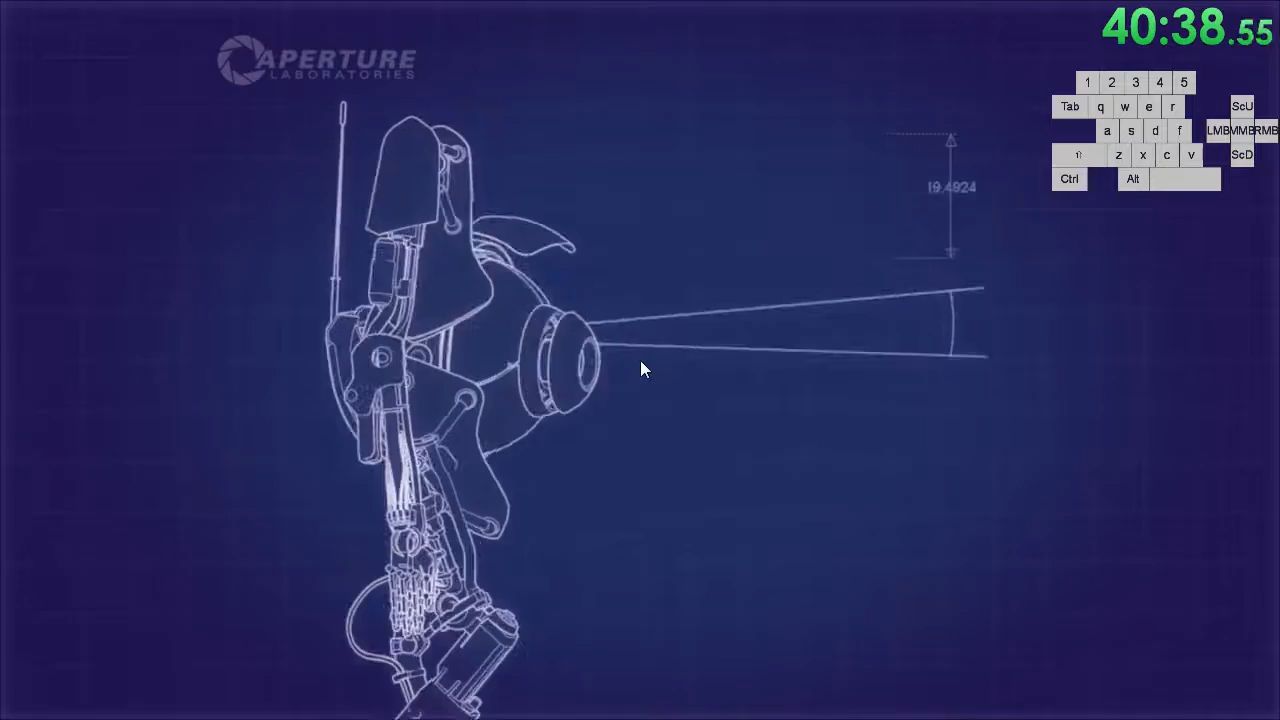 40:38.55
APERTURE
LABORATORIES
1 2 3 4 5
Tab q w e r ScU
a s d f LMB MMB RMB
⇧ z x c v ScD
Ctrl Alt
19.4924